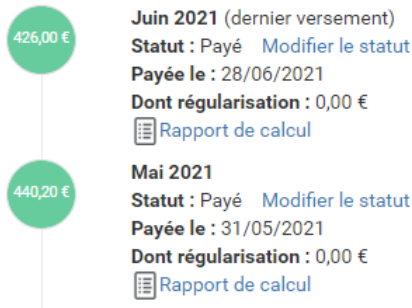 426,00 €
Juin 2021 (dernier versement)
Statut : Payé Modifier le statut
Payée le : 28/06/2021
Dont régularisation : 0,00 €
Rapport de calcul
440,20 €
Mai 2021
Statut : Payé Modifier le statut
Payée le : 31/05/2021
Dont régularisation : 0,00 €
Rapport de calcul